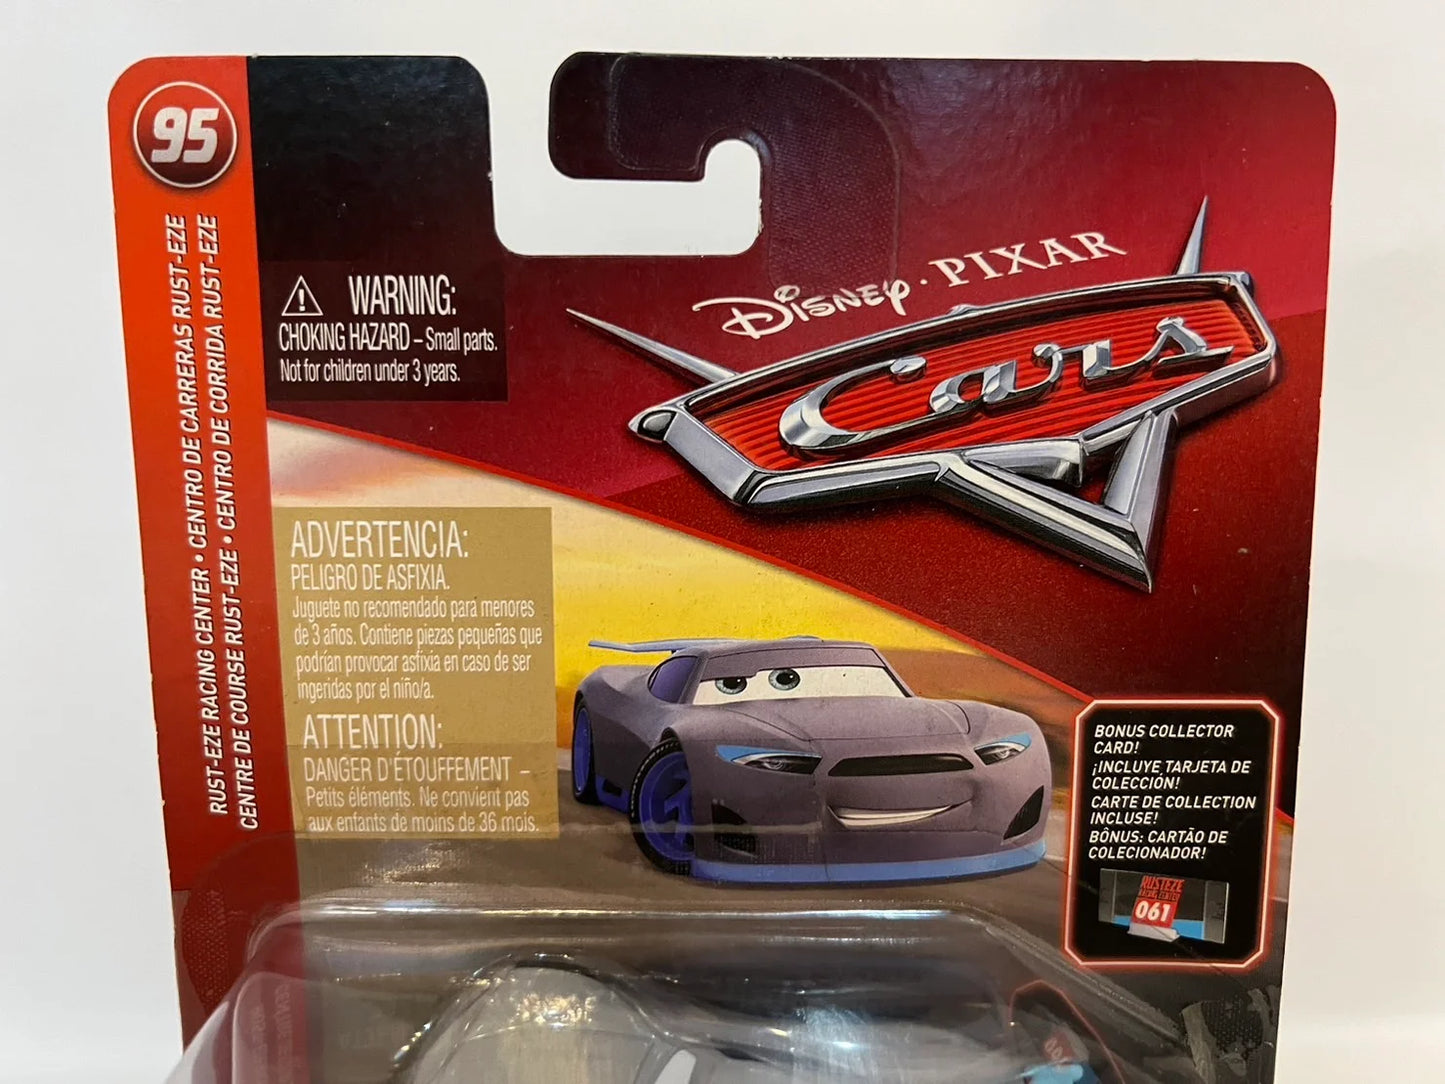 95
RUST-EZE RACING CENTER • CENTRO DE CARRERAS RUST-EZE
CENTRE DE COURSE RUST-EZE • CENTRO DE CORRIDA RUST-EZE
WARNING:
CHOKING HAZARD – Small parts.
Not for children under 3 years.
DISNEY · PIXAR
Cars
ADVERTENCIA:
PELIGRO DE ASFIXIA.
Juguete no recomendado para menores
de 3 años. Contiene piezas pequeñas que
podrían provocar asfixia en caso de ser
ingeridas por el niño/a.
ATTENTION:
DANGER D'ÉTOUFFEMENT –
Petits éléments. Ne convient pas
aux enfants de moins de 36 mois.
BONUS COLLECTOR
CARD!
¡INCLUYE TARJETA DE
COLECCIÓN!
CARTE DE COLLECTION
INCLUSE!
BÔNUS: CARTÃO DE
COLECIONADOR!
RUSTEZE
RACING CENTER
061